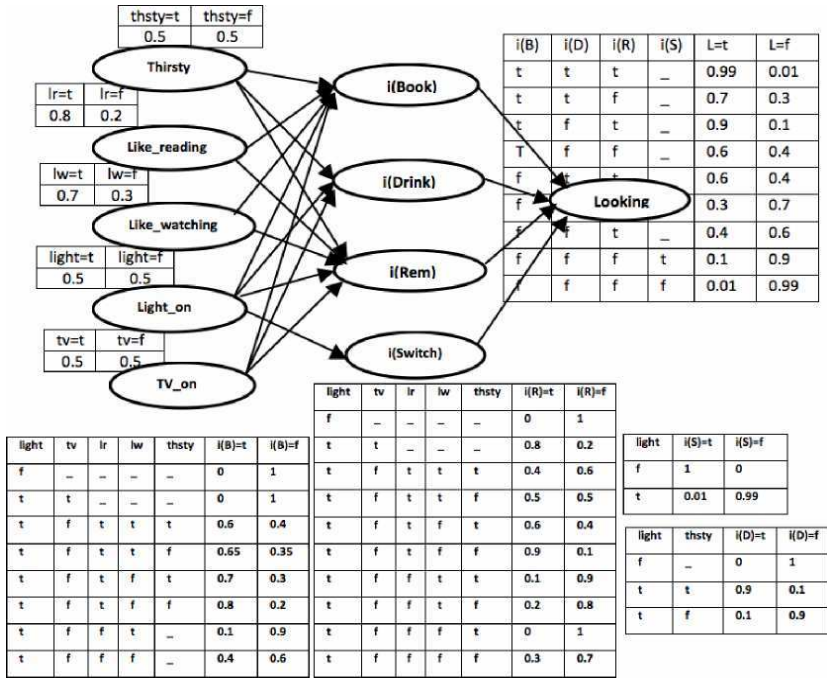 thsty=t thsty=f
0.5 0.5
Thirsty
lr=t lr=f
0.8 0.2
Like_reading
lw=t lw=f
0.7 0.3
Like_watching
light=t light=f
0.5 0.5
Light_on
tv=t tv=f
0.5 0.5
TV_on
i(Book)
i(Drink)
i(Rem)
i(Switch)
Looking
i(B) i(D) i(R) i(S) L=t L=f
t t t _ 0.99 0.01
t t f _ 0.7 0.3
t f t _ 0.9 0.1
T f f _ 0.6 0.4
f t t 0.6 0.4
f 0.3 0.7
f f t _ 0.4 0.6
f f f t 0.1 0.9
f f f f 0.01 0.99
light tv lr lw thsty i(B)=t i(B)=f
f _ _ _ _ 0 1
t t _ _ _ 0 1
t f t t t 0.6 0.4
t f t t f 0.65 0.35
t f t f t 0.7 0.3
t f t f f 0.8 0.2
t f f t _ 0.1 0.9
t f f f _ 0.4 0.6
light tv lr lw thsty i(R)=t i(R)=f
f _ _ _ _ 0 1
t t _ _ _ 0.8 0.2
t f t t t 0.4 0.6
t f t t f 0.5 0.5
t f t f t 0.6 0.4
t f t f f 0.9 0.1
t f f t t 0.1 0.9
t f f t f 0.2 0.8
t f f f t 0 1
t f f f f 0.3 0.7
light i(S)=t i(S)=f
f 1 0
t 0.01 0.99
light thsty i(D)=t i(D)=f
f _ 0 1
t t 0.9 0.1
t f 0.1 0.9